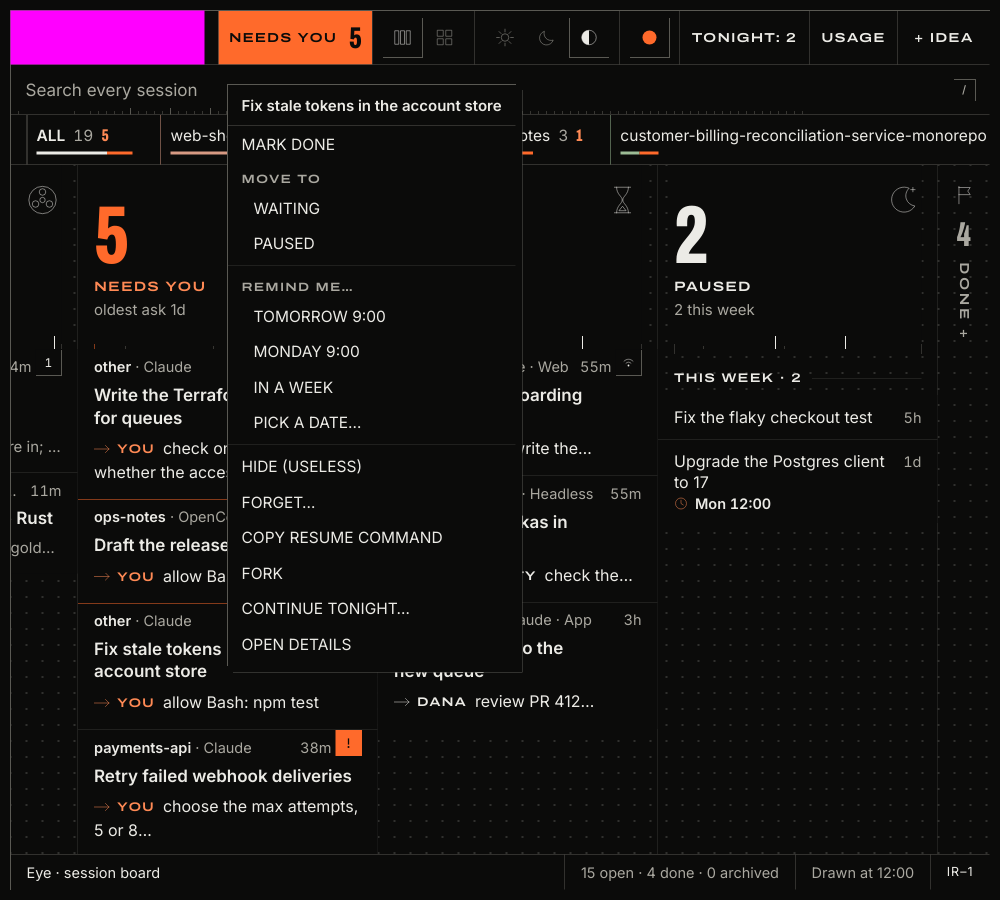 NEEDS YOU 5
TONIGHT: 2
USAGE
+ IDEA
Search every session
/
ALL 19 5
web-sh
otes 3 1
customer-billing-reconciliation-service-monorepo
Fix stale tokens in the account store
MARK DONE
MOVE TO
WAITING
PAUSED
REMIND ME…
TOMORROW 9:00
MONDAY 9:00
IN A WEEK
PICK A DATE…
HIDE (USELESS)
FORGET…
COPY RESUME COMMAND
FORK
CONTINUE TONIGHT…
OPEN DETAILS
4m 1
re in; …
. 11m
Rust
gold…
5
NEEDS YOU
oldest ask 1d
other · Claude
Write the Terrafo
for queues
→ YOU check or
whether the acces
ops-notes · OpenC
Draft the release
→ YOU allow Ba
other · Claude
Fix stale tokens
account store
→ YOU allow Bash: npm test
payments-api · Claude 38m !
Retry failed webhook deliveries
→ YOU choose the max attempts,
5 or 8…
e · Web 55m
oarding
write the…
· Headless 55m
kas in
TY check the…
aude · App 3h
o the
new queue
→ DANA review PR 412…
2
PAUSED
2 this week
THIS WEEK · 2
Fix the flaky checkout test 5h
Upgrade the Postgres client 1d
to 17
Mon 12:00
4
DONE +
Eye · session board
15 open · 4 done · 0 archived
Drawn at 12:00
IR–1